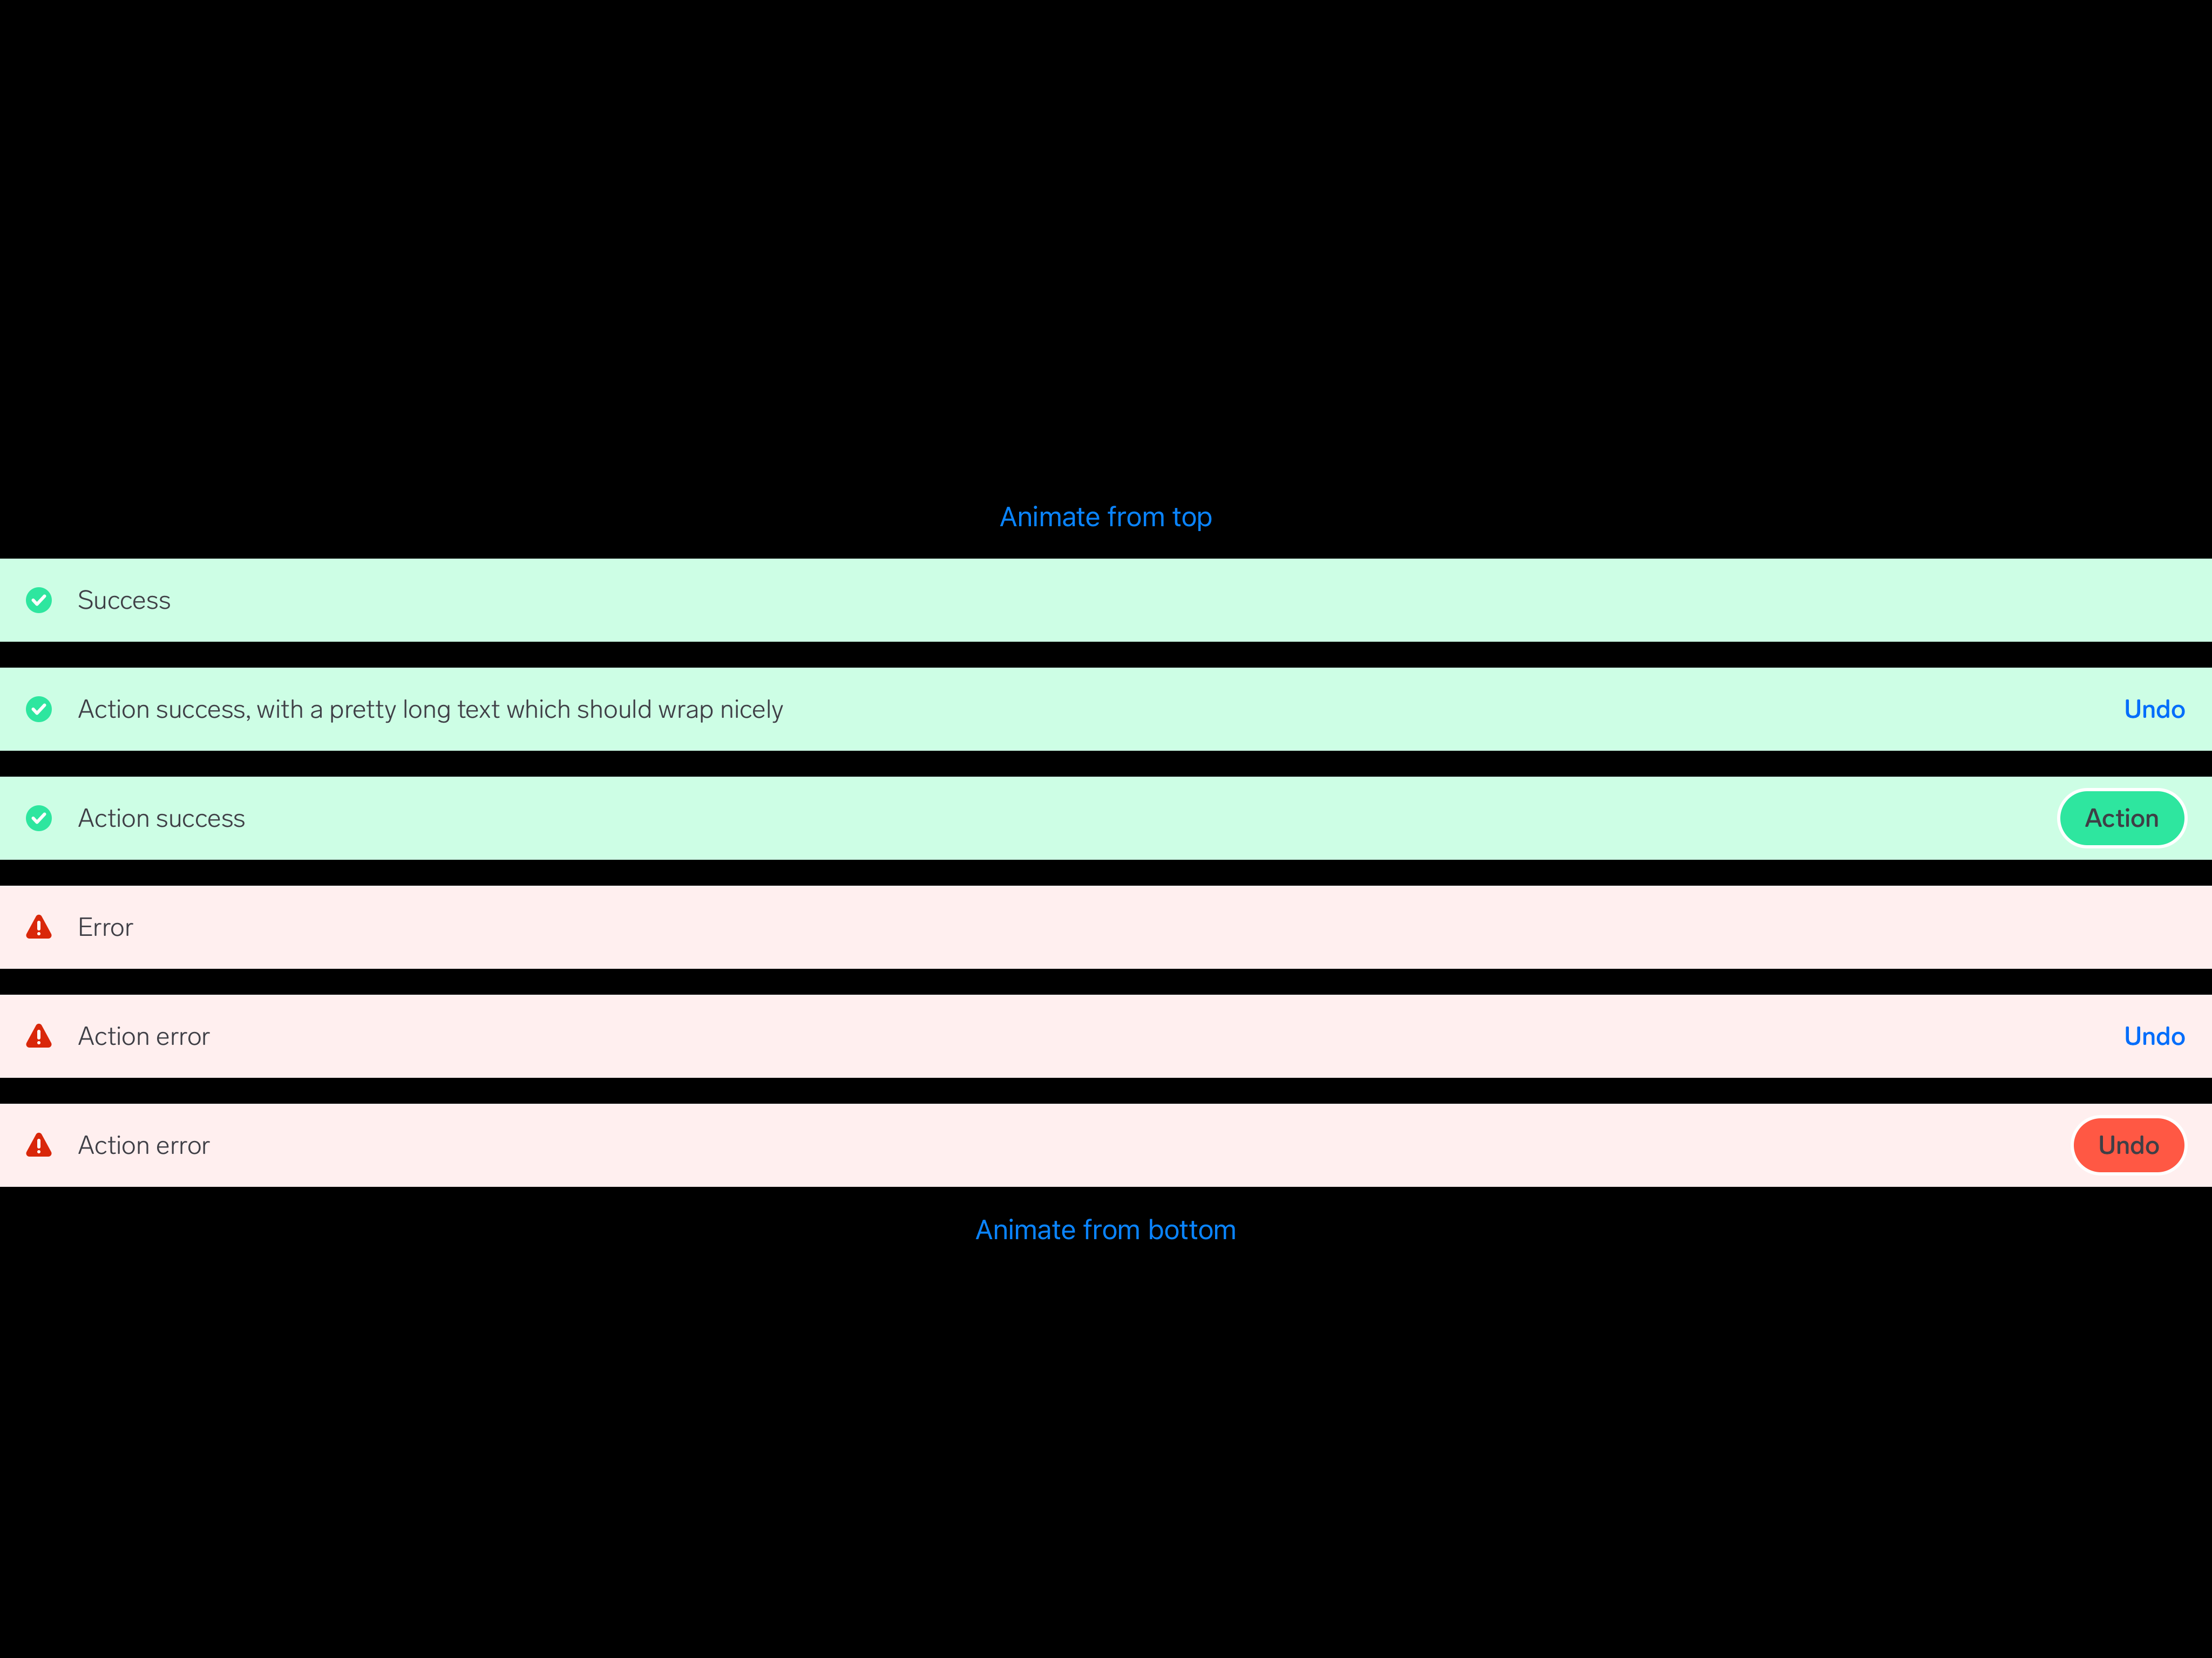 Animate from top
Success
Action success, with a pretty long text which should wrap nicely
Undo
Action success
Action
Error
Action error
Undo
Action error
Undo
Animate from bottom